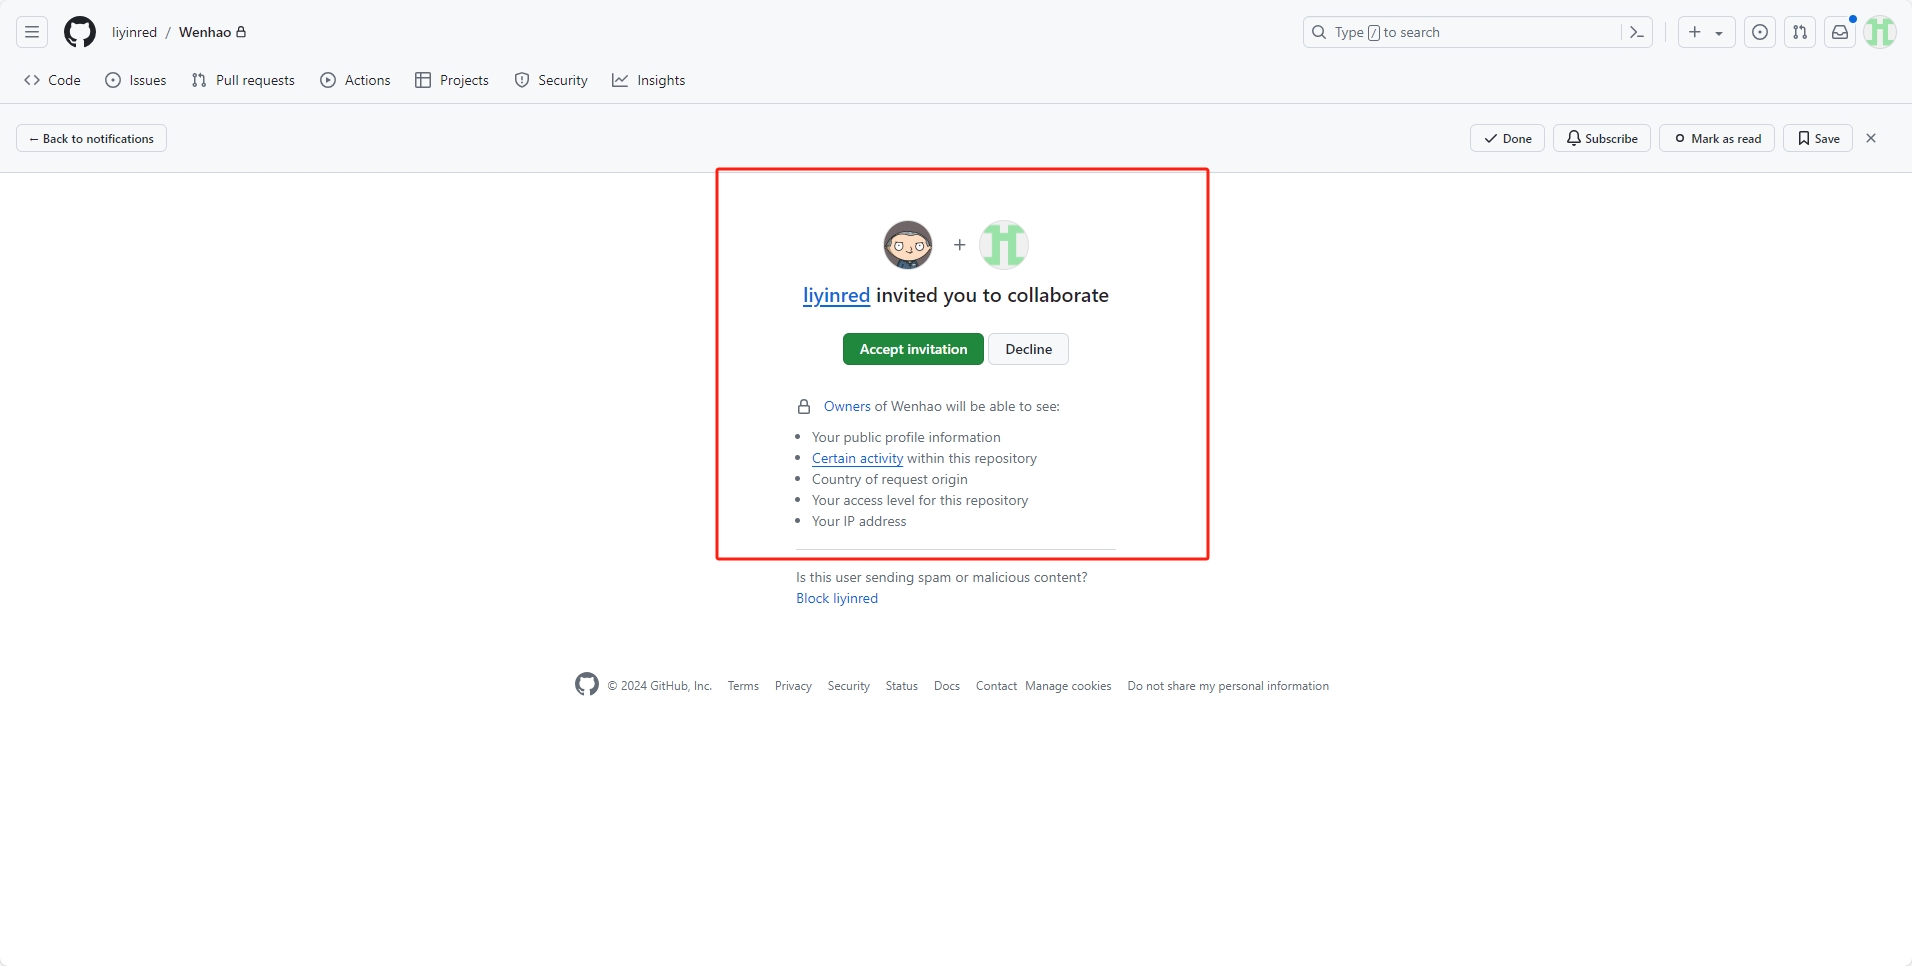 liyinred / Wenhao
Type / to search
Code Issues Pull requests Actions Projects Security Insights
← Back to notifications
Done Subscribe Mark as read Save
+
liyinred invited you to collaborate
Accept invitation Decline
Owners of Wenhao will be able to see:
• Your public profile information
• Certain activity within this repository
• Country of request origin
• Your access level for this repository
• Your IP address
Is this user sending spam or malicious content?
Block liyinred
© 2024 GitHub, Inc. Terms Privacy Security Status Docs Contact Manage cookies Do not share my personal information